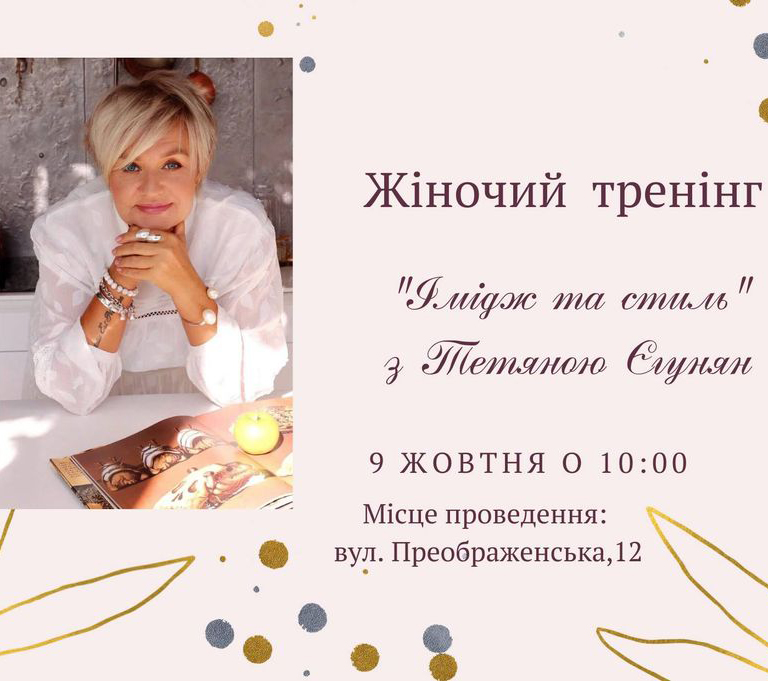 Жіночий тренінг
"Імідж та стиль"
з Тетяною Єгунян
9 ЖОВТНЯ О 10:00
Місце проведення:
вул. Преображенська,12